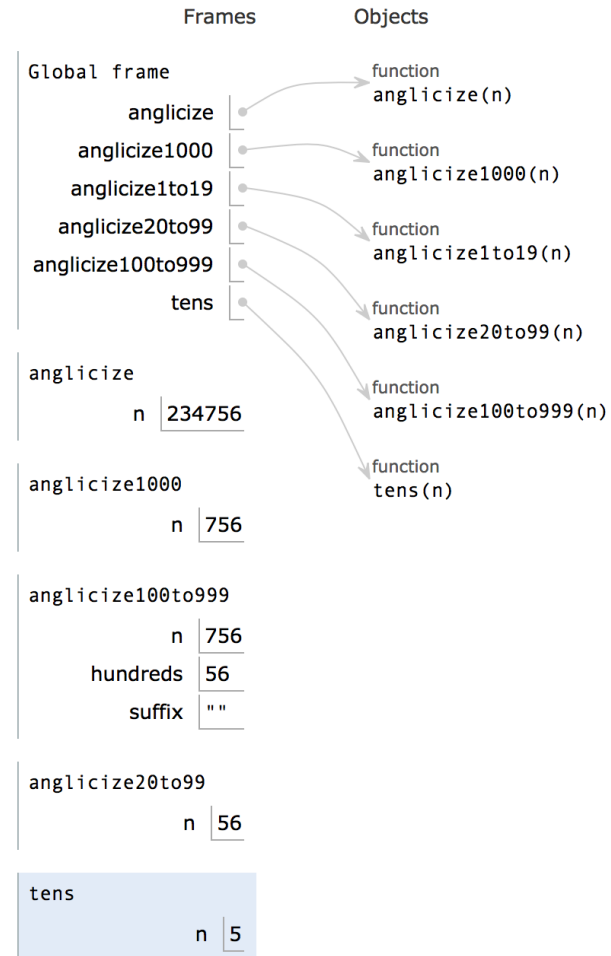 Frames Objects
Global frame
anglicize
anglicize1000
anglicize1to19
anglicize20to99
anglicize100to999
tens
function
anglicize(n)
function
anglicize1000(n)
function
anglicize1to19(n)
function
anglicize20to99(n)
function
anglicize100to999(n)
function
tens(n)
anglicize
n 234756
anglicize1000
n 756
anglicize100to999
n 756
hundreds 56
suffix ""
anglicize20to99
n 56
tens
n 5